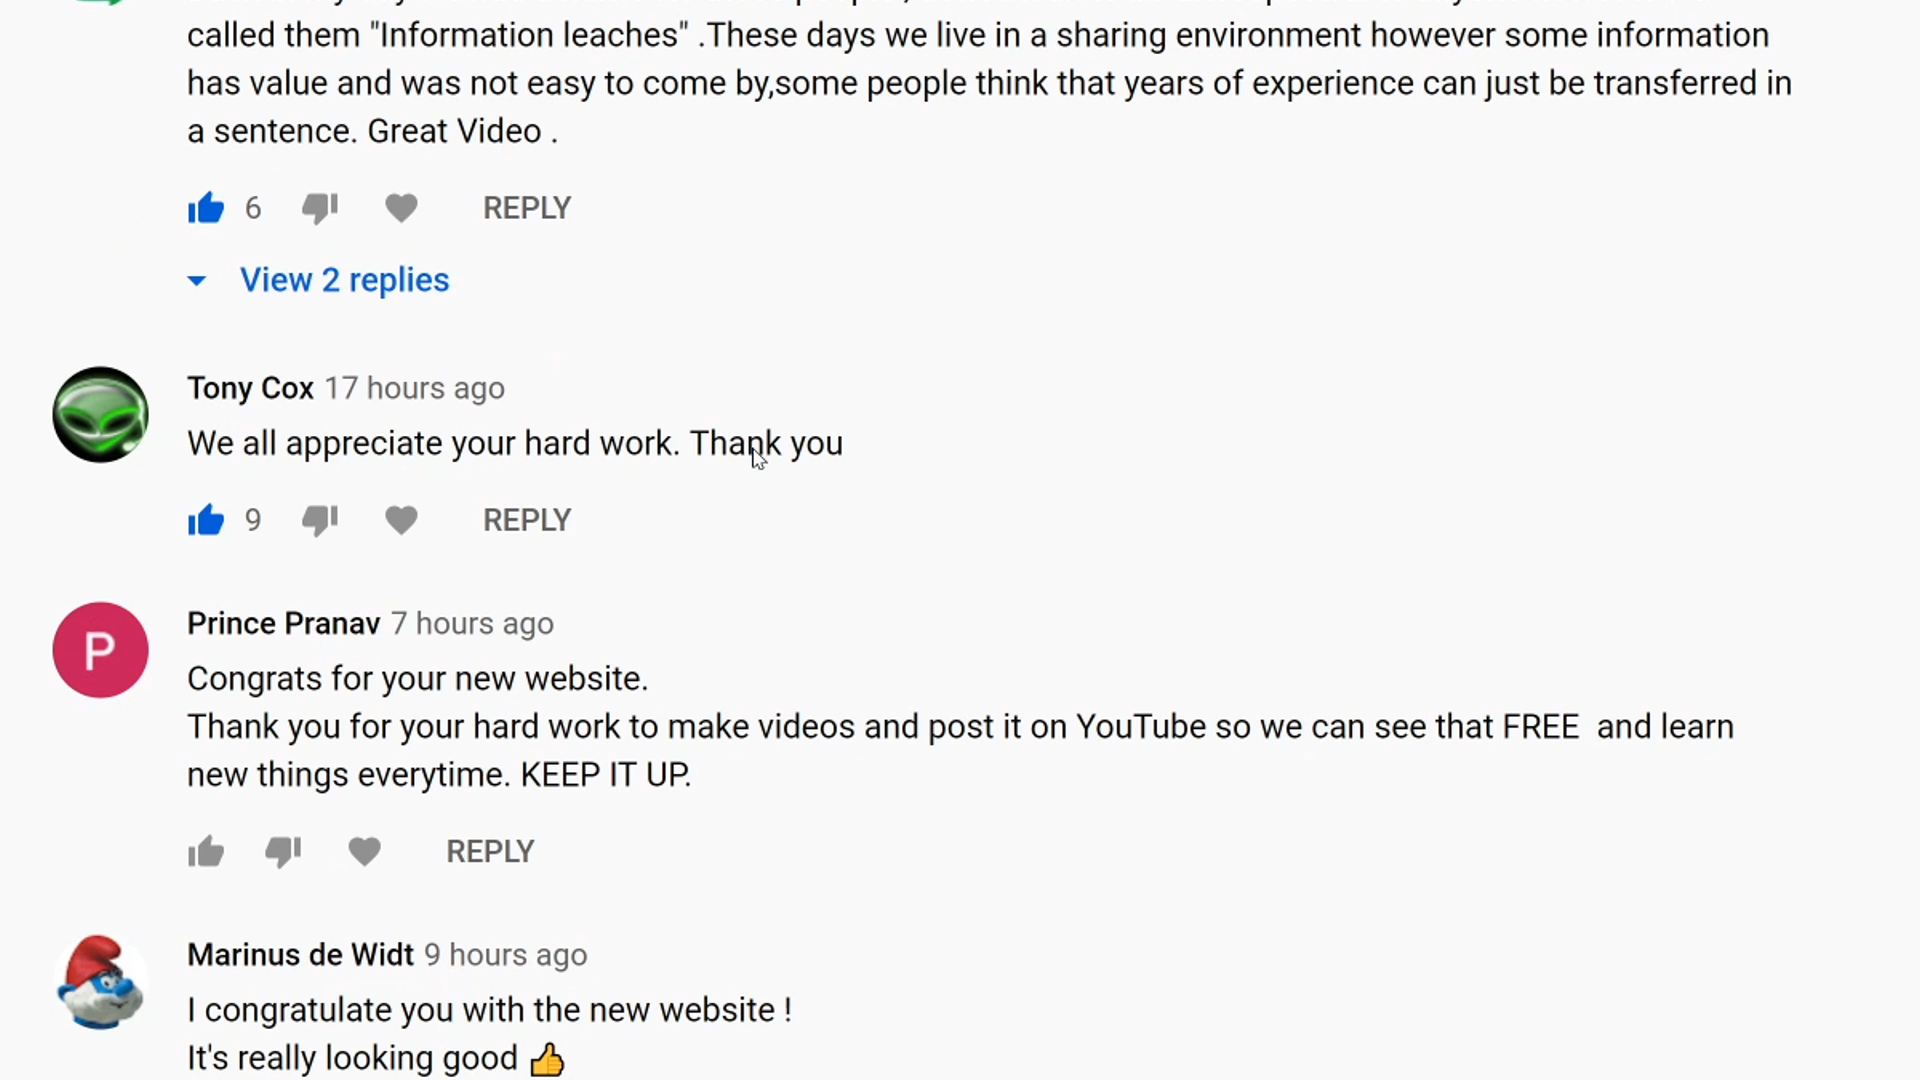 called them "Information leaches" .These days we live in a sharing environment however some information
has value and was not easy to come by,some people think that years of experience can just be transferred in
a sentence. Great Video .
6 REPLY
View 2 replies
Tony Cox 17 hours ago
We all appreciate your hard work. Thank you
9 REPLY
P
Prince Pranav 7 hours ago
Congrats for your new website.
Thank you for your hard work to make videos and post it on YouTube so we can see that FREE  and learn
new things everytime. KEEP IT UP.
REPLY
Marinus de Widt 9 hours ago
I congratulate you with the new website !
It's really looking good 👍